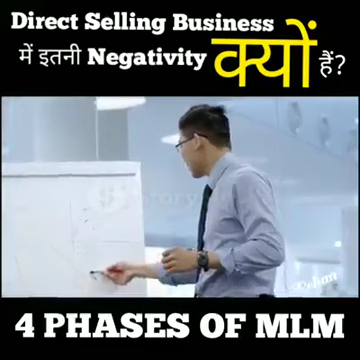 Direct Selling Business
में इतनी Negativity क्यों हैं?
4 PHASES OF MLM